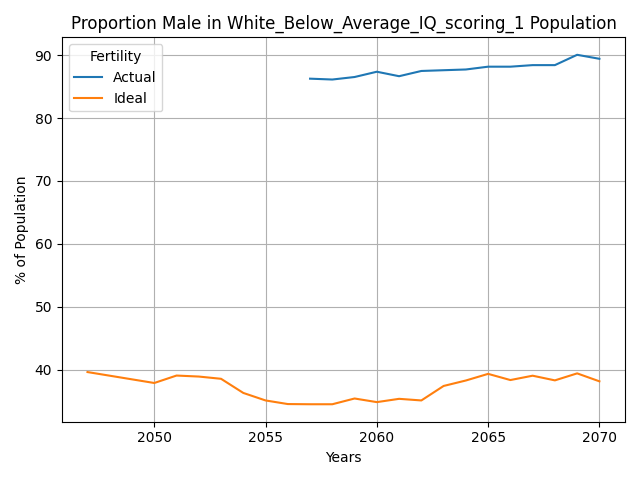 Proportion Male in White_Below_Average_IQ_scoring_1 Population
Fertility
Actual
Ideal
% of Population
90
80
70
60
50
40
2050
2055
2060
2065
2070
Years